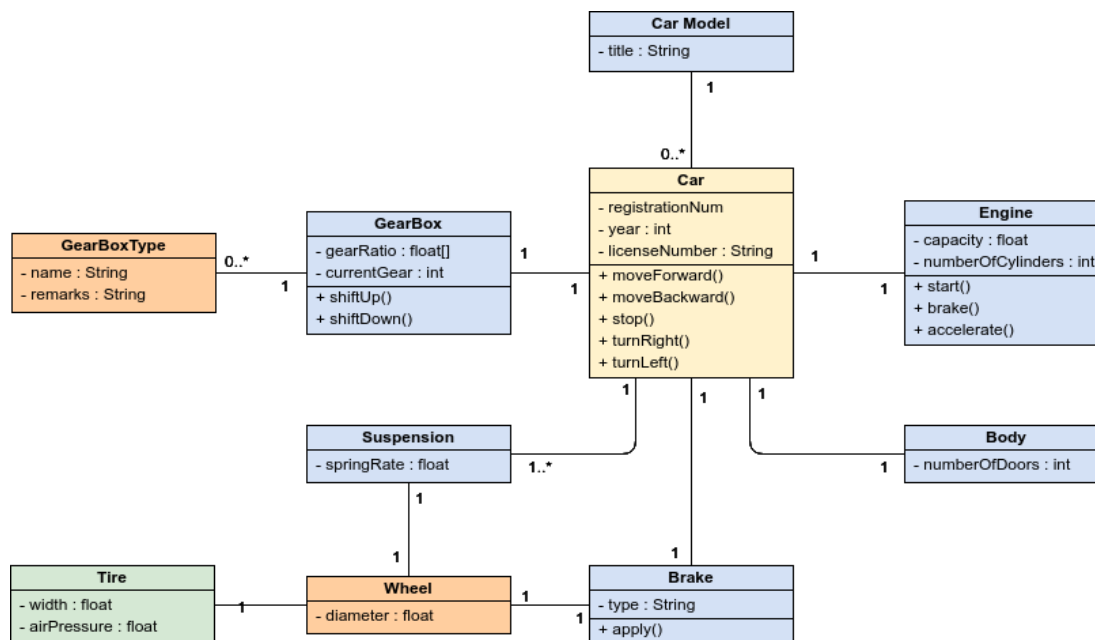 Car Model
- title : String
1
0..*
Car
- registrationNum
- year : int
- licenseNumber : String
+ moveForward()
+ moveBackward()
+ stop()
+ turnRight()
+ turnLeft()
GearBox
- gearRatio : float[]
- currentGear : int
+ shiftUp()
+ shiftDown()
Engine
- capacity : float
- numberOfCylinders : int
+ start()
+ brake()
+ accelerate()
GearBoxType
- name : String
- remarks : String
0..*
1
1
1
1
1
1
1
1
Suspension
- springRate : float
1..*
Body
- numberOfDoors : int
1
1
1
1
Tire
- width : float
- airPressure : float
1
Wheel
- diameter : float
1
1
Brake
- type : String
+ apply()